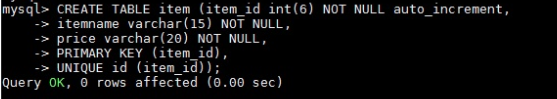 mysql> CREATE TABLE item (item_id int(6) NOT NULL auto_increment,
    -> itemname varchar(15) NOT NULL,
    -> price varchar(20) NOT NULL,
    -> PRIMARY KEY (item_id),
    -> UNIQUE id (item_id));
Query OK, 0 rows affected (0.00 sec)